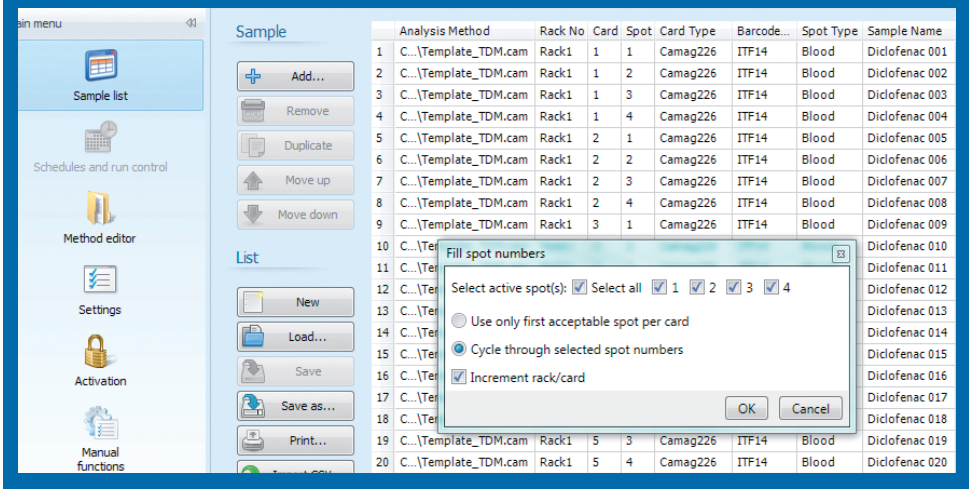 ain menu
Sample list
Schedules and run control
Method editor
Settings
Activation
Manual
functions
Sample
Add...
Remove
Duplicate
Move up
Move down
List
New
Load...
Save
Save as...
Print...
Analysis Method Rack No Card Spot Card Type Barcode... Spot Type Sample Name
1 C...\Template_TDM.cam Rack1 1 1 Camag226 ITF14 Blood Diclofenac 001
2 C...\Template_TDM.cam Rack1 1 2 Camag226 ITF14 Blood Diclofenac 002
3 C...\Template_TDM.cam Rack1 1 3 Camag226 ITF14 Blood Diclofenac 003
4 C...\Template_TDM.cam Rack1 1 4 Camag226 ITF14 Blood Diclofenac 004
5 C...\Template_TDM.cam Rack1 2 1 Camag226 ITF14 Blood Diclofenac 005
6 C...\Template_TDM.cam Rack1 2 2 Camag226 ITF14 Blood Diclofenac 006
7 C...\Template_TDM.cam Rack1 2 3 Camag226 ITF14 Blood Diclofenac 007
8 C...\Template_TDM.cam Rack1 2 4 Camag226 ITF14 Blood Diclofenac 008
9 C...\Template_TDM.cam Rack1 3 1 Camag226 ITF14 Blood Diclofenac 009
10 C...\Ter Diclofenac 010
11 C...\Ter Diclofenac 011
12 C...\Ter Diclofenac 012
13 C...\Ter Diclofenac 013
14 C...\Ter Diclofenac 014
15 C...\Ter Diclofenac 015
16 C...\Ter Diclofenac 016
17 C...\Ter Diclofenac 017
18 C...\Ter Diclofenac 018
19 C...\Template_TDM.cam Rack1 5 3 Camag226 ITF14 Blood Diclofenac 019
20 C...\Template_TDM.cam Rack1 5 4 Camag226 ITF14 Blood Diclofenac 020
Fill spot numbers
Select active spot(s): Select all 1 2 3 4
Use only first acceptable spot per card
Cycle through selected spot numbers
Increment rack/card
OK Cancel